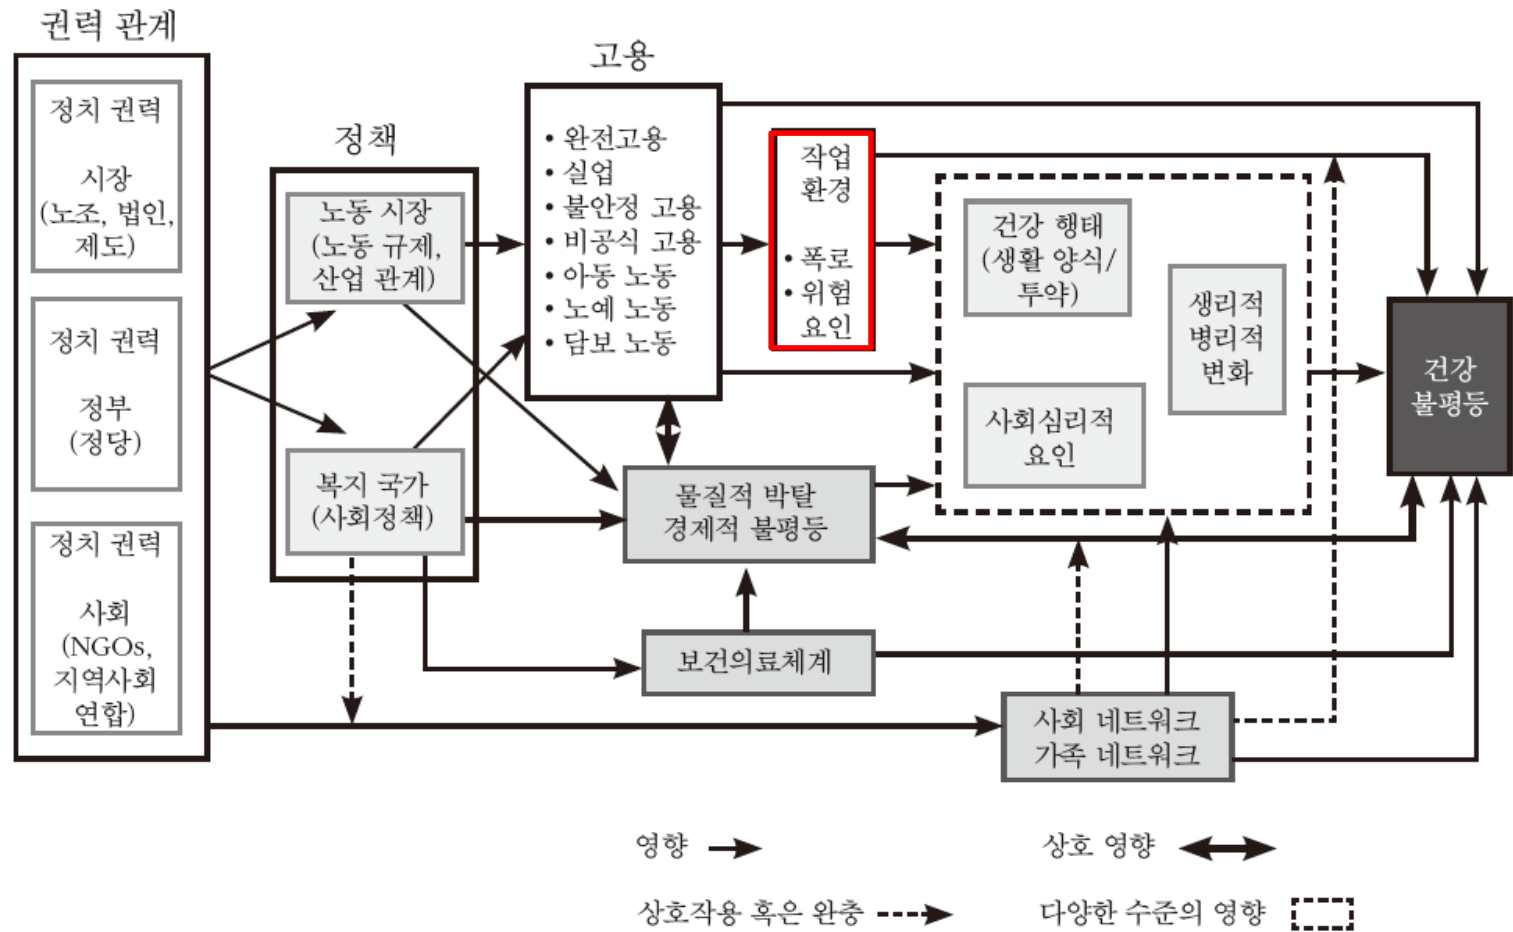 권력 관계
정치 권력
시장
(노조, 법인,
제도)
정치 권력
정부
(정당)
정치 권력
사회
(NGOs,
지역사회
연합)
정책
노동 시장
(노동 규제,
산업 관계)
복지 국가
(사회정책)
고용
• 완전고용
• 실업
• 불안정 고용
• 비공식 고용
• 아동 노동
• 노예 노동
• 담보 노동
작업
환경
• 폭로
• 위험
요인
물질적 박탈
경제적 불평등
보건의료체계
건강 행태
(생활 양식/
투약)
사회심리적
요인
생리적
병리적
변화
사회 네트워크
가족 네트워크
건강
불평등
영향
상호 영향
상호작용 혹은 완충
다양한 수준의 영향